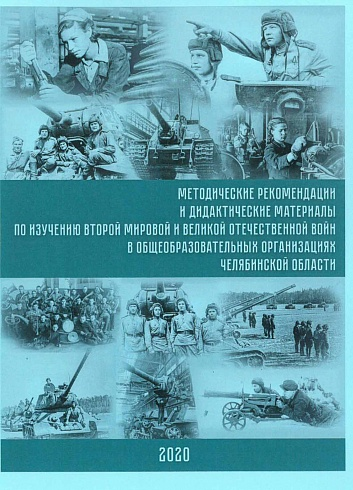 МЕТОДИЧЕСКИЕ РЕКОМЕНДАЦИИ
И ДИДАКТИЧЕСКИЕ МАТЕРИАЛЫ
ПО ИЗУЧЕНИЮ ВТОРОЙ МИРОВОЙ И ВЕЛИКОЙ ОТЕЧЕСТВЕННОЙ ВОЙН
В ОБЩЕОБРАЗОВАТЕЛЬНЫХ ОРГАНИЗАЦИЯХ
ЧЕЛЯБИНСКОЙ ОБЛАСТИ
2020